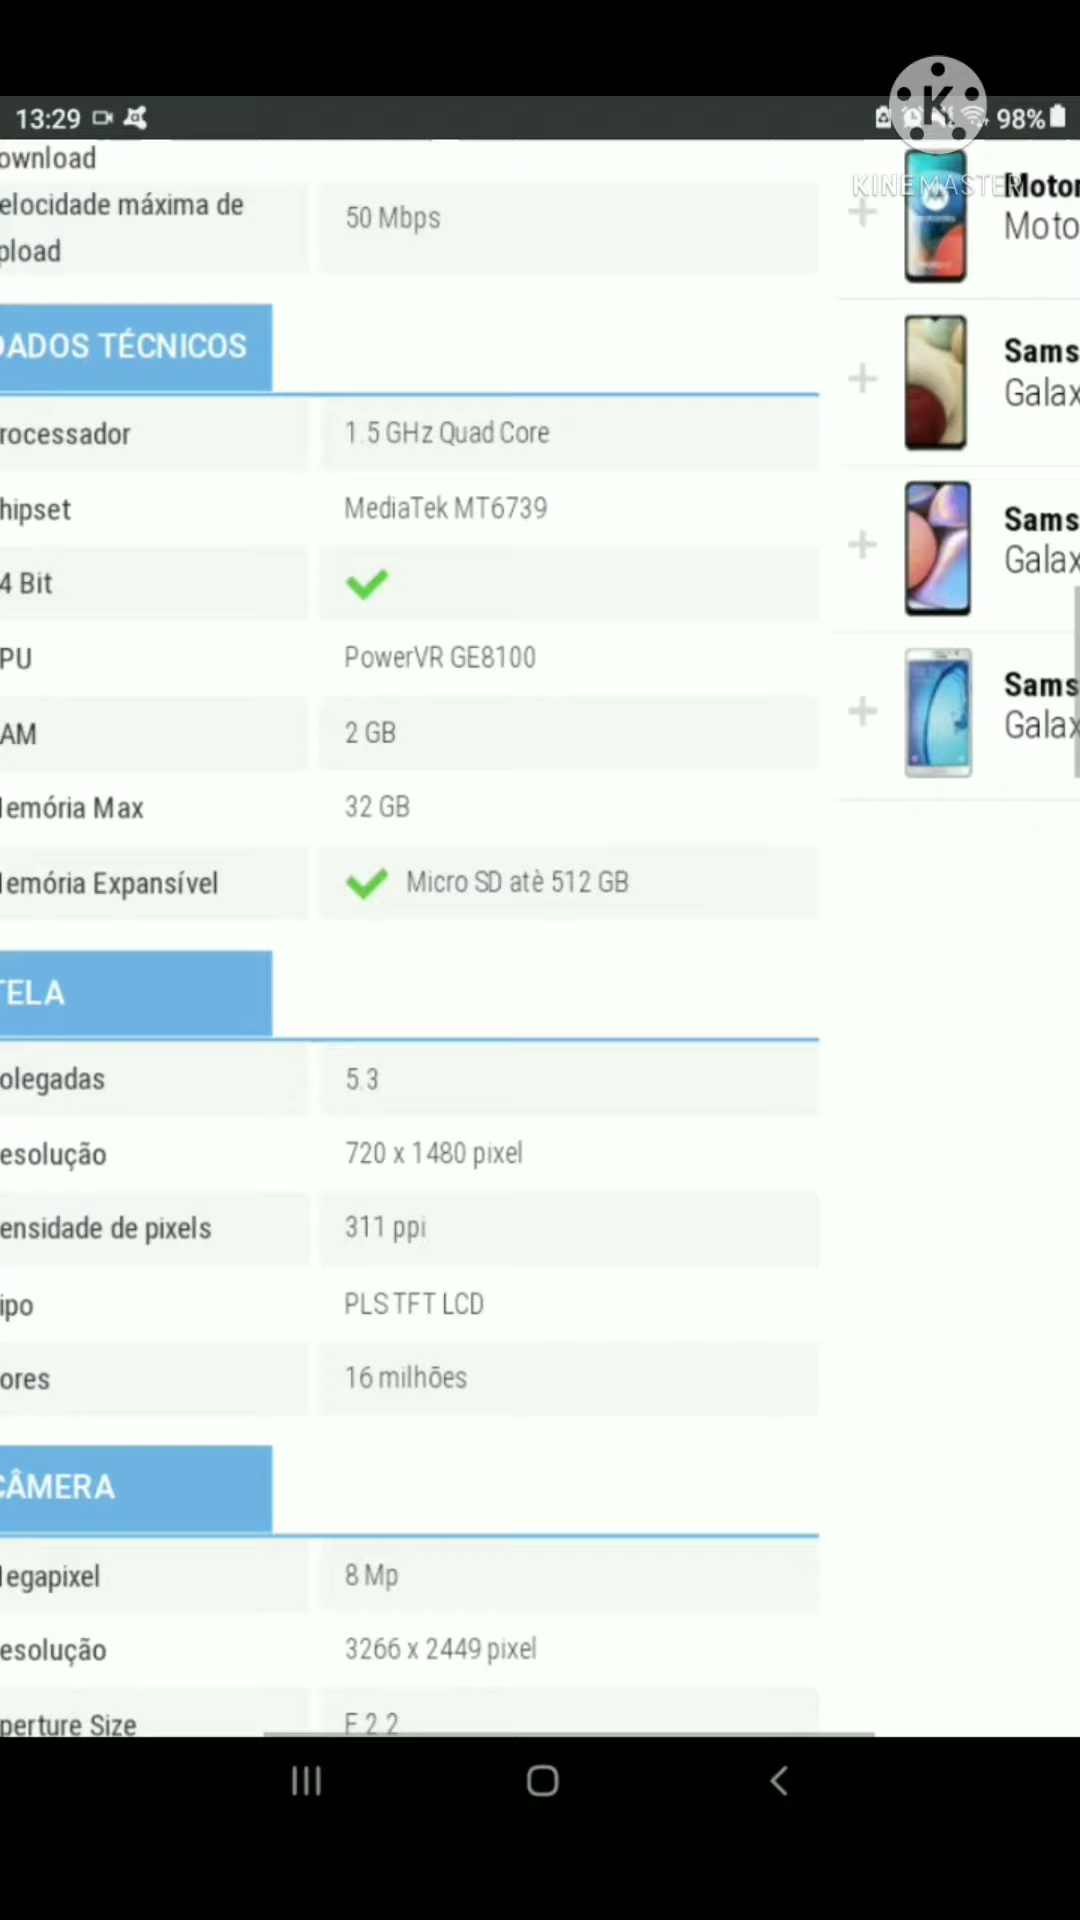 13:29
98%
KINEMASTER
ownload
elocidade máxima de
pload
50 Mbps
DADOS TÉCNICOS
rocessador
1.5 GHz Quad Core
hipset
MediaTek MT6739
4 Bit
PU
PowerVR GE8100
AM
2 GB
emória Max
32 GB
emória Expansível
Micro SD atè 512 GB
TELA
olegadas
5.3
esolução
720 x 1480 pixel
ensidade de pixels
311 ppi
ipo
PLS TFT LCD
ores
16 milhões
CÂMERA
egapixel
8 Mp
esolução
3266 x 2449 pixel
perture Size
F 2.2
Motor
Moto
Sams
Galax
Sams
Galax
Sams
Galax